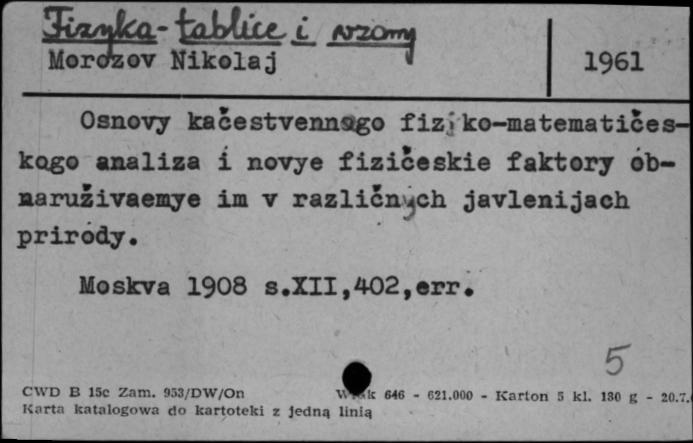 Fizyka-tablice i wzory
Morozov Nikolaj 1961
Osnovy kačestvennogo fiziko-matematičes-
kogo analiza i novye fizičeskie faktory ob-
naruživaemye im v različnych javlenijach
prirody.
Moskva 1908 s.XII,402,err.
5
CWD B 15c Zam. 953/DW/On 646 - 621.000 - Karton 5 kl. 180 g - 20.7.
Karta katalogowa do kartoteki z jedną linią